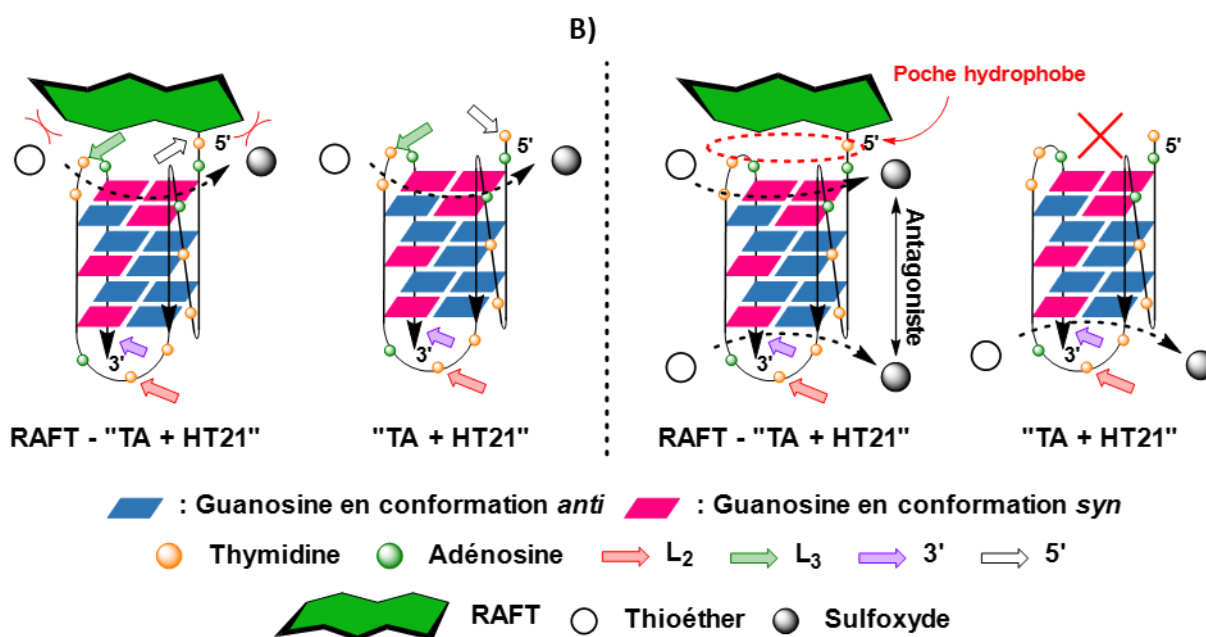 B)
Poche hydrophobe
5'
5'
5'
5'
Antagoniste
3'
3'
3'
3'
RAFT - "TA + HT21"
"TA + HT21"
RAFT - "TA + HT21"
"TA + HT21"
: Guanosine en conformation anti
: Guanosine en conformation syn
Thymidine
Adénosine
L₂
L₃
3'
5'
RAFT
Thioéther
Sulfoxyde